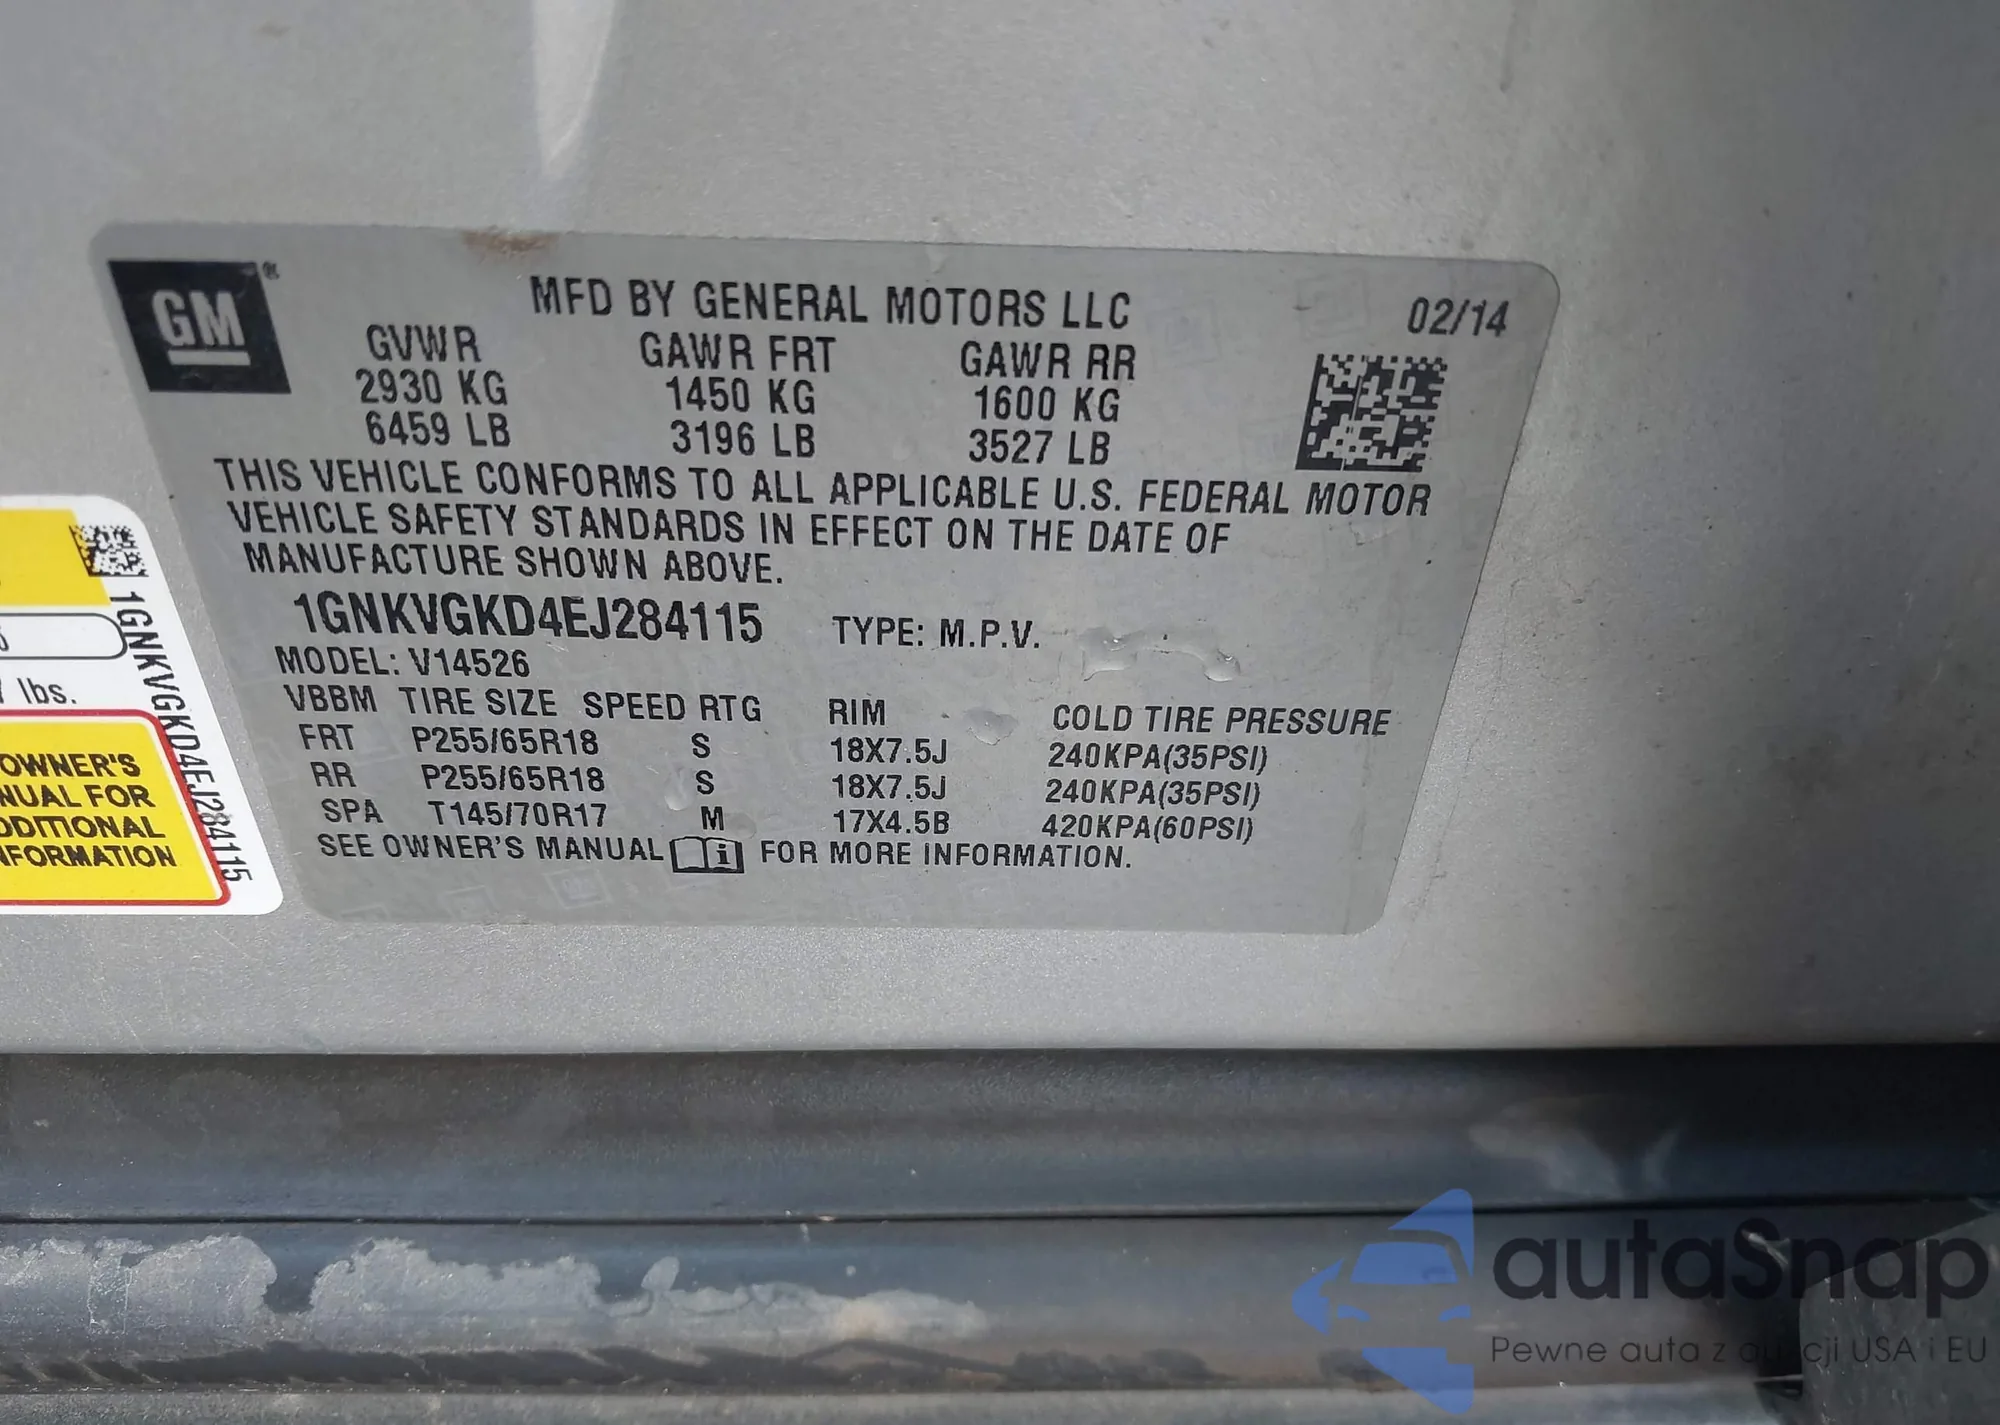 GM
®
MFD BY GENERAL MOTORS LLC
02/14
GVWR GAWR FRT GAWR RR
2930 KG 1450 KG 1600 KG
6459 LB 3196 LB 3527 LB
THIS VEHICLE CONFORMS TO ALL APPLICABLE U.S. FEDERAL MOTOR
VEHICLE SAFETY STANDARDS IN EFFECT ON THE DATE OF
MANUFACTURE SHOWN ABOVE.
1GNKVGKD4EJ284115 TYPE: M.P.V.
MODEL: V14526
VBBM TIRE SIZE SPEED RTG RIM COLD TIRE PRESSURE
FRT P255/65R18 S 18X7.5J 240KPA(35PSI)
RR P255/65R18 S 18X7.5J 240KPA(35PSI)
SPA T145/70R17 M 17X4.5B 420KPA(60PSI)
SEE OWNER'S MANUAL i FOR MORE INFORMATION.
1GNKVGKD4EJ284115
lbs.
OWNER'S
NUAL FOR
DDITIONAL
NFORMATION
autaSnap
Pewne auta z aukcji USA i EU